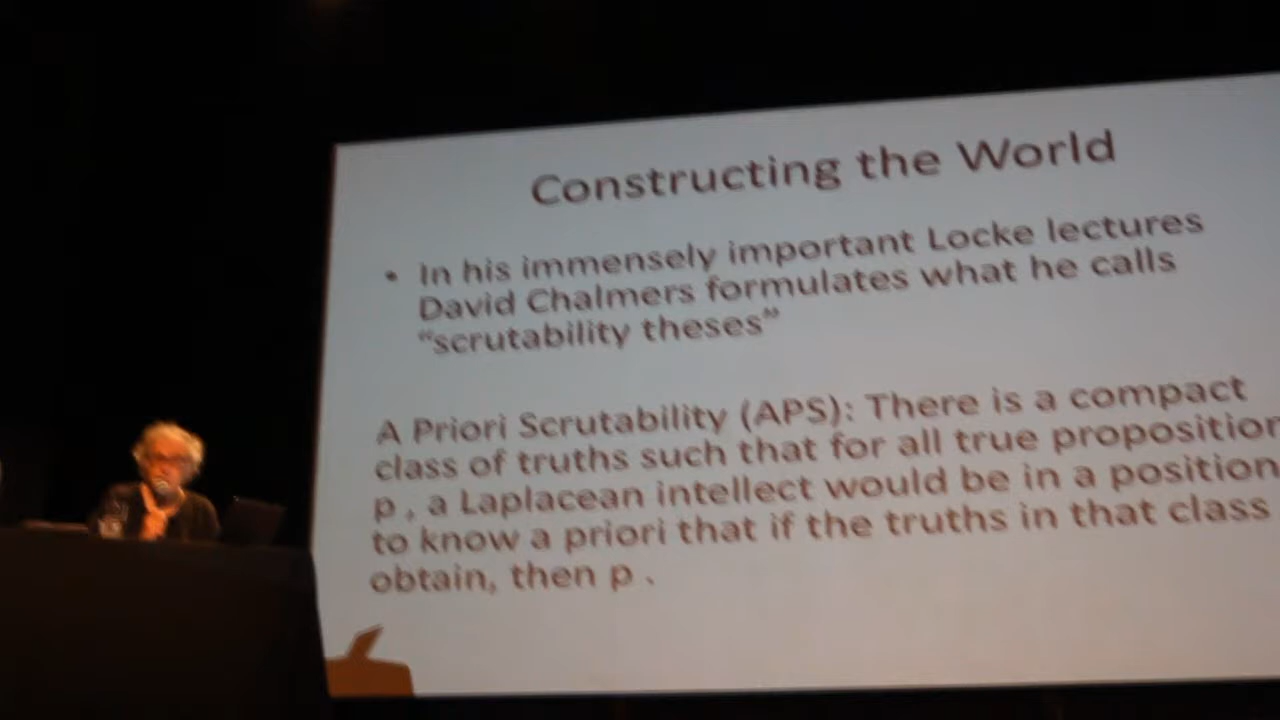 Constructing the World
• In his immensely important Locke lectures
David Chalmers formulates what he calls
“scrutability theses”
A Priori Scrutability (APS): There is a compact
class of truths such that for all true proposition
p , a Laplacean intellect would be in a position
to know a priori that if the truths in that class
obtain, then p .